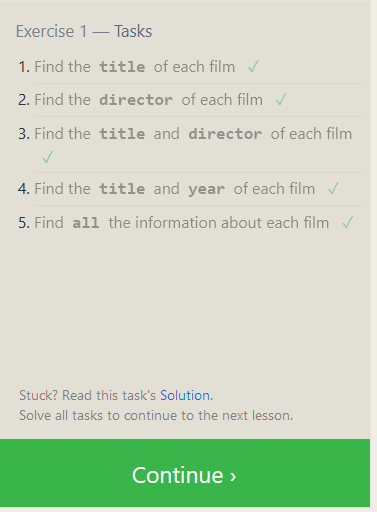 Exercise 1 — Tasks
1. Find the title of each film ✓
2. Find the director of each film ✓
3. Find the title and director of each film
✓
4. Find the title and year of each film ✓
5. Find all the information about each film ✓
Stuck? Read this task's Solution.
Solve all tasks to continue to the next lesson.
Continue ›